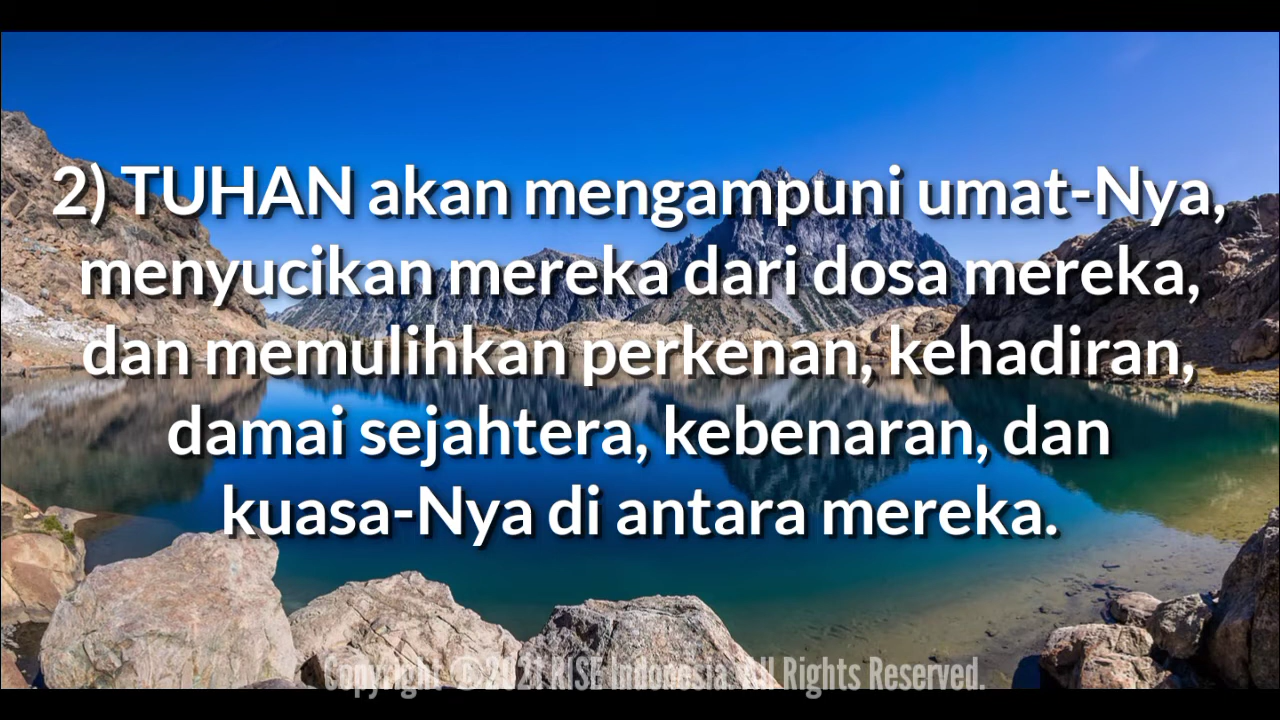 2) TUHAN akan mengampuni umat-Nya,
menyucikan mereka dari dosa mereka,
dan memulihkan perkenan, kehadiran,
damai sejahtera, kebenaran, dan
kuasa-Nya di antara mereka.
Copyright © 2021 RISE Indonesia. All Rights Reserved.